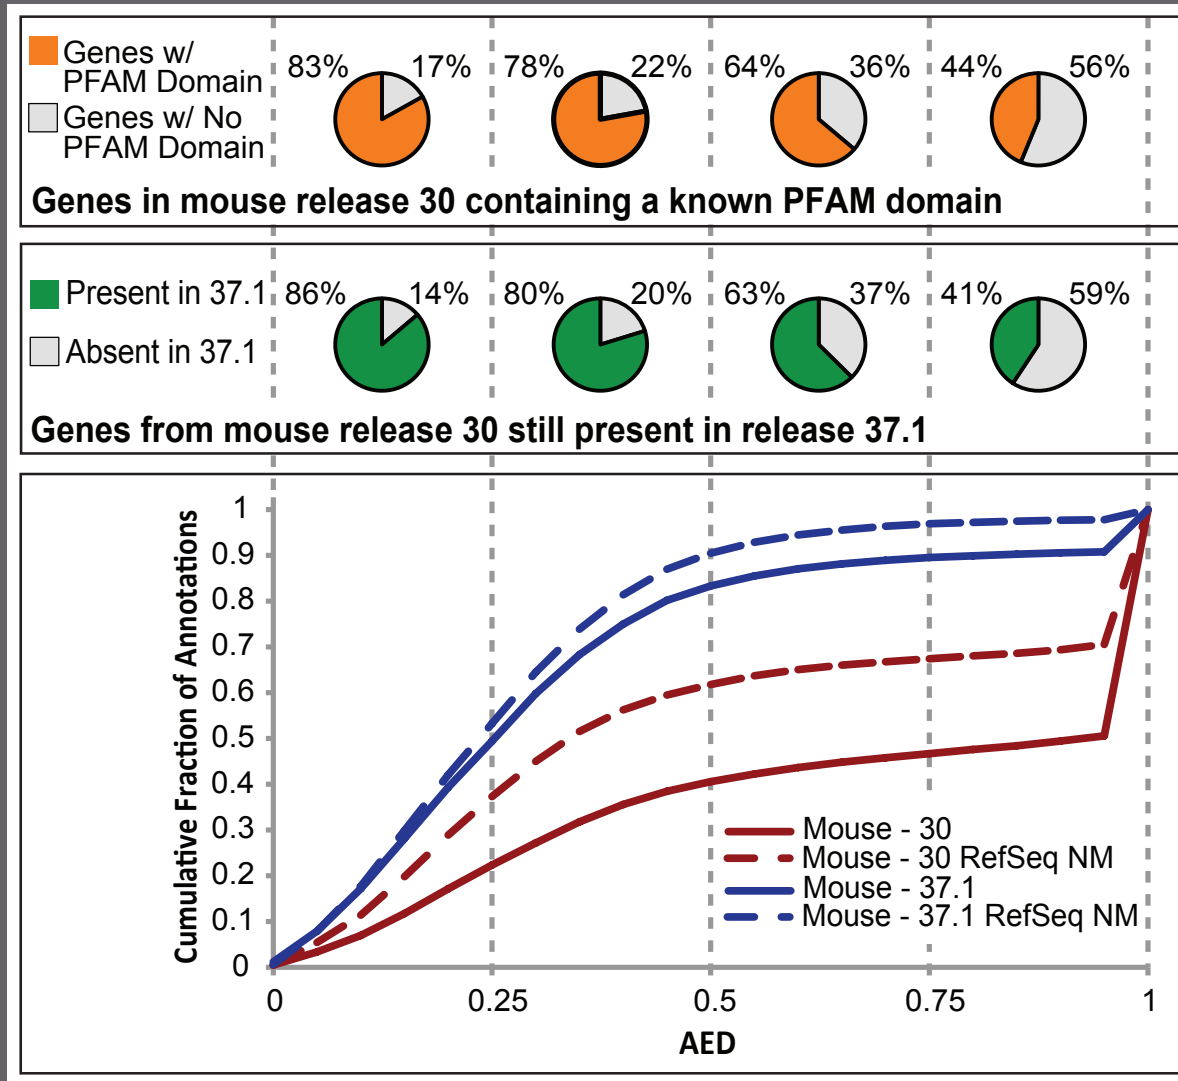 Genes w/
PFAM Domain
Genes w/ No
PFAM Domain
83% 17% 78% 22% 64% 36% 44% 56%
Genes in mouse release 30 containing a known PFAM domain
Present in 37.1
Absent in 37.1
86% 14% 80% 20% 63% 37% 41% 59%
Genes from mouse release 30 still present in release 37.1
Cumulative Fraction of Annotations
1
0.9
0.8
0.7
0.6
0.5
0.4
0.3
0.2
0.1
0
Mouse - 30
Mouse - 30 RefSeq NM
Mouse - 37.1
Mouse - 37.1 RefSeq NM
0 0.25 0.5 0.75 1
AED